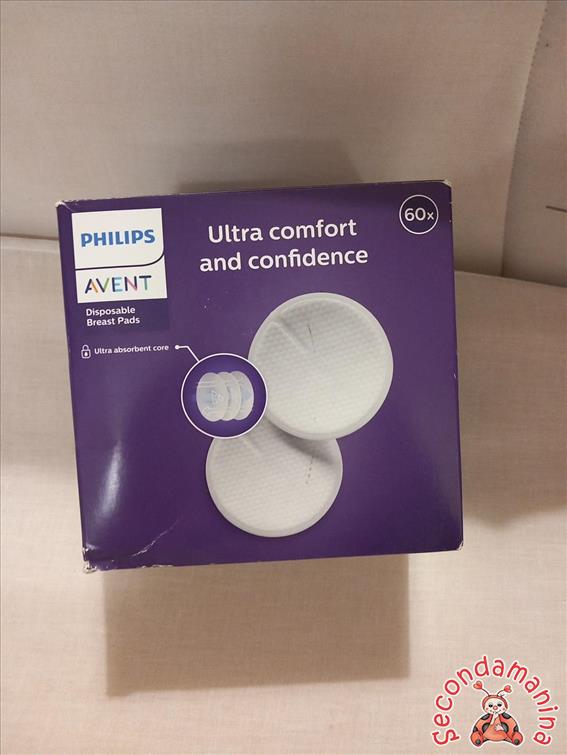 PHILIPS
AVENT
Disposable
Breast Pads
Ultra comfort
and confidence
60x
Ultra absorbent core
Secondamanina